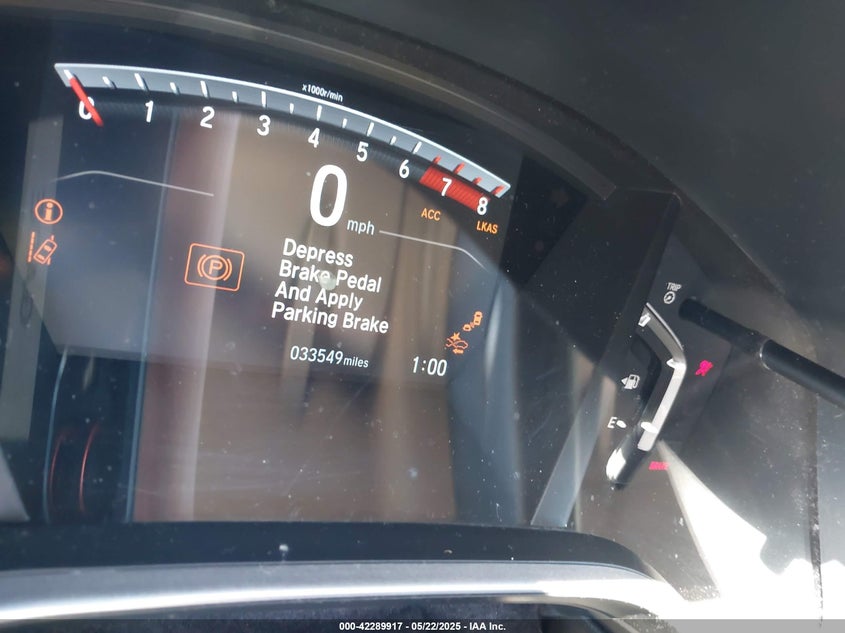 x1000r/min
0 1 2 3 4 5 6 7 8
0 mph
ACC
LKAS
Depress
Brake Pedal
And Apply
Parking Brake
033549 miles
1:00
TRIP
E
000-42289917 - 05/22/2025 - IAA Inc.